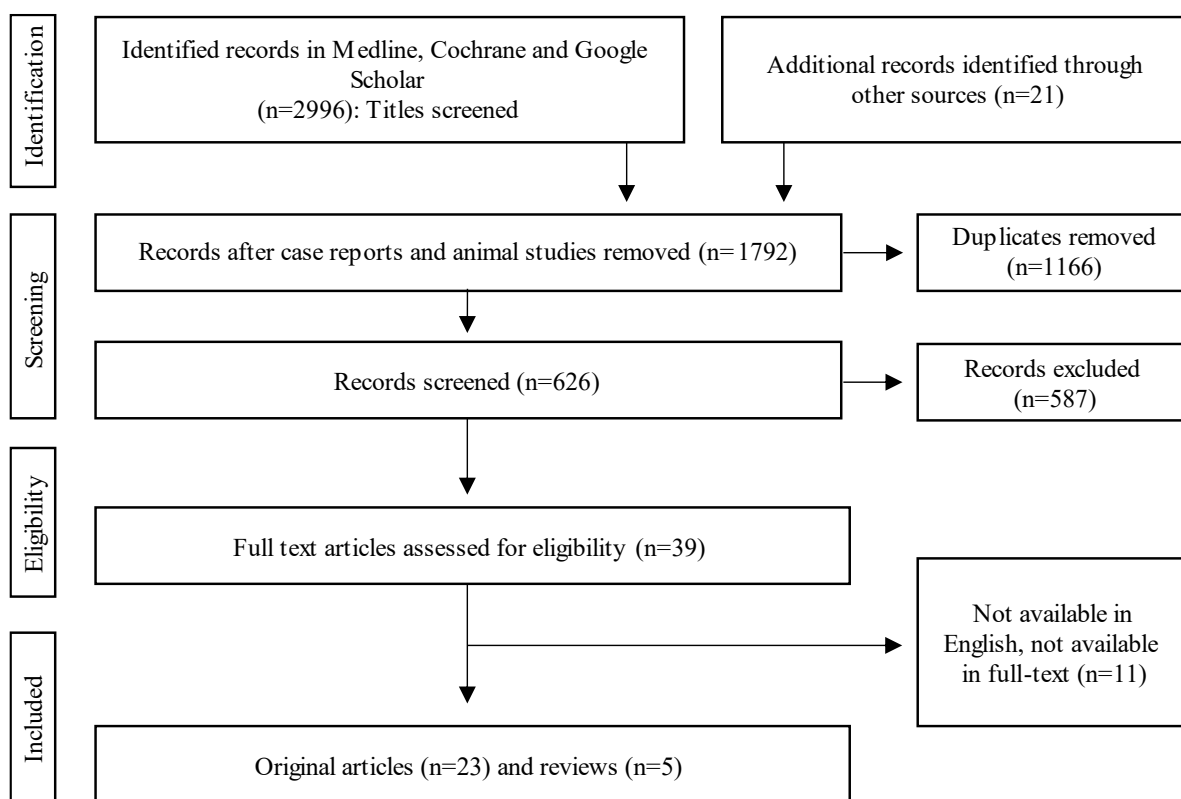 Identification
Identified records in Medline, Cochrane and Google
Scholar
(n=2996): Titles screened
Additional records identified through
other sources (n=21)
Screening
Records after case reports and animal studies removed (n=1792)
Duplicates removed
(n=1166)
Records screened (n=626)
Records excluded
(n=587)
Eligibility
Full text articles assessed for eligibility (n=39)
Not available in
English, not available
in full-text (n=11)
Included
Original articles (n=23) and reviews (n=5)